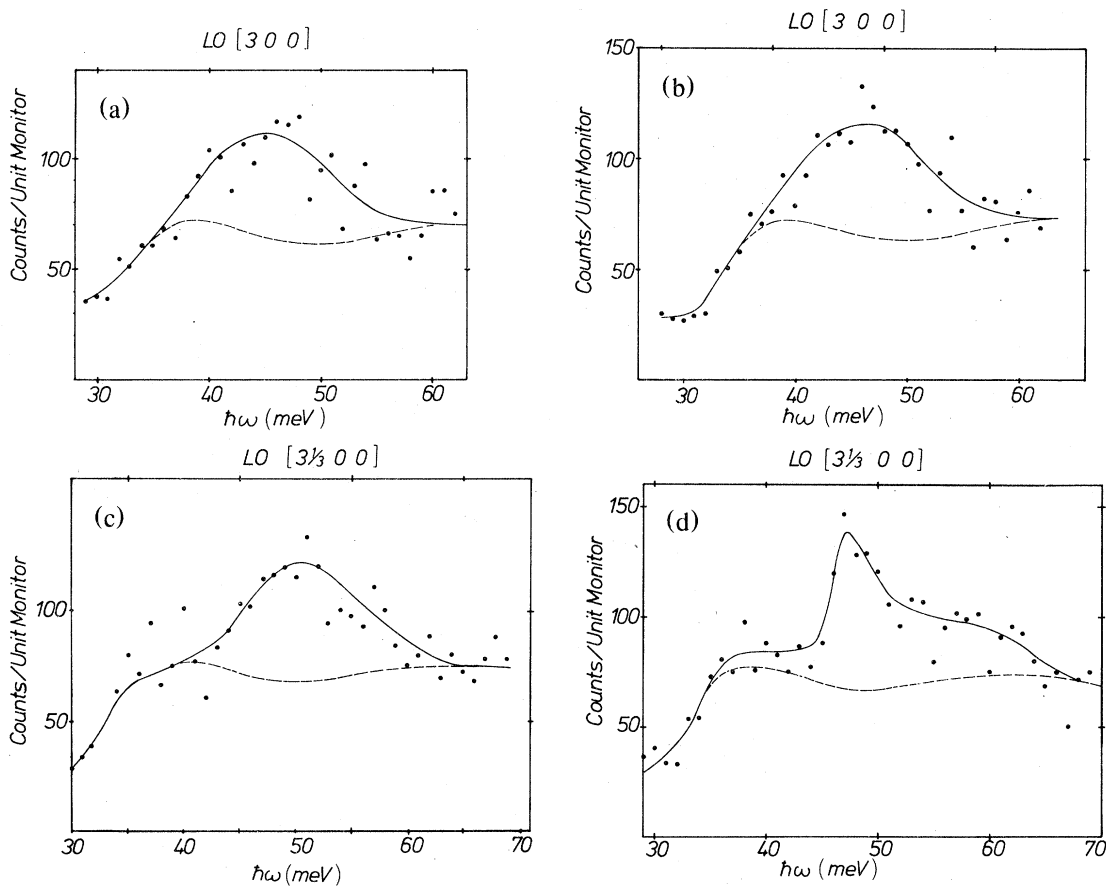 LO [3 0 0]
(a)
Counts/Unit Monitor
100
50
30 40 50 60
ħω (meV)
LO [3 0 0]
(b)
Counts/Unit Monitor
150
100
50
30 40 50 60
ħω (meV)
LO [3⅓ 0 0]
(c)
Counts/Unit Monitor
100
50
30 40 50 60 70
ħω (meV)
LO [3⅓ 0 0]
(d)
Counts/Unit Monitor
150
100
50
30 40 50 60 70
ħω (meV)